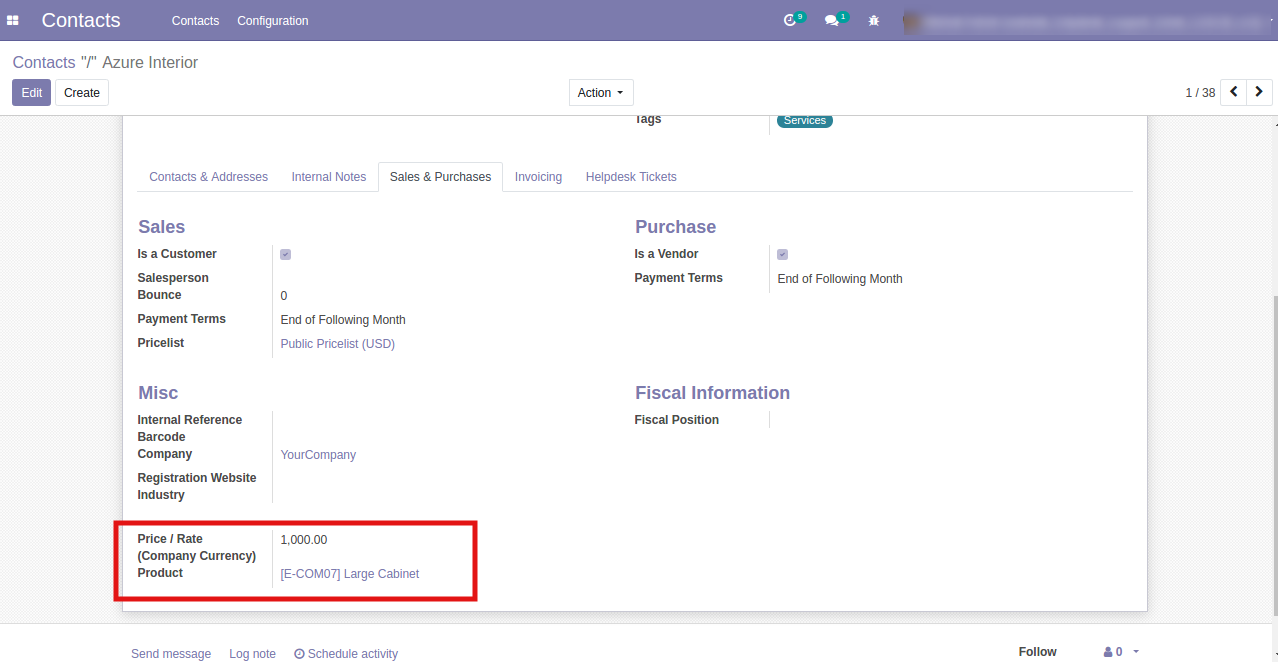 Contacts Contacts Configuration 9 1
Contacts "/" Azure Interior
Edit Create Action 1 / 38
Tags Services
Contacts & Addresses Internal Notes Sales & Purchases Invoicing Helpdesk Tickets
Sales Purchase
Is a Customer Is a Vendor
Salesperson Payment Terms End of Following Month
Bounce 0
Payment Terms End of Following Month
Pricelist Public Pricelist (USD)
Misc Fiscal Information
Internal Reference Fiscal Position
Barcode
Company YourCompany
Registration Website
Industry
Price / Rate 1,000.00
(Company Currency)
Product [E-COM07] Large Cabinet
Send message Log note Schedule activity Follow 0